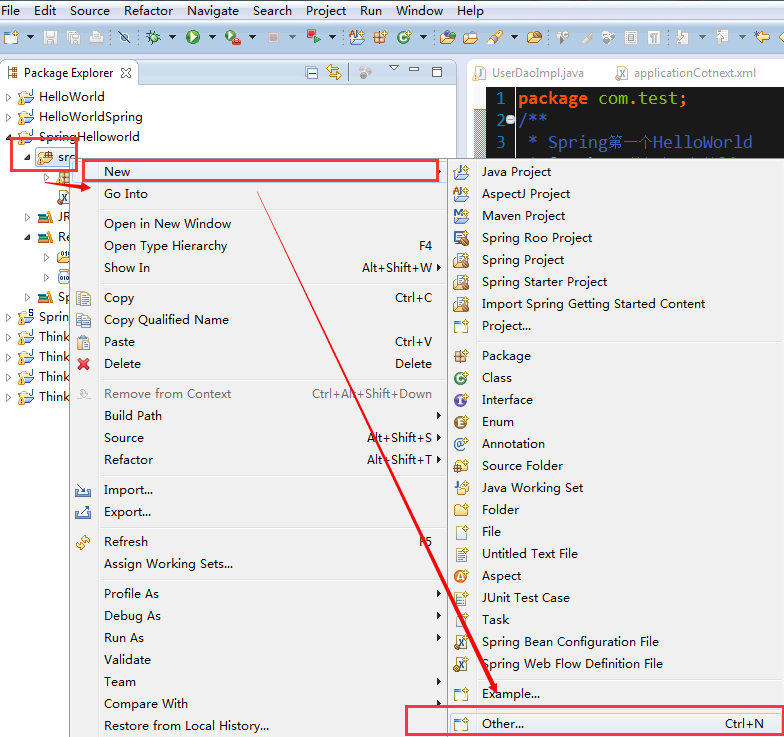 File Edit Source Refactor Navigate Search Project Run Window Help
Package Explorer
HelloWorld
HelloWorldSpring
SpringHelloworld
src
JR
Re
Sp
Spring
Think
Think
Think
Think
UserDaoImpl.java
applicationCotnext.xml
1 package com.test;
2 /**
3 * Spring第一个HelloWorld
New
Go Into
Open in New Window
Open Type Hierarchy F4
Show In Alt+Shift+W
Copy Ctrl+C
Copy Qualified Name
Paste Ctrl+V
Delete Delete
Remove from Context Ctrl+Alt+Shift+Down
Build Path
Source Alt+Shift+S
Refactor Alt+Shift+T
Import...
Export...
Refresh F5
Assign Working Sets...
Profile As
Debug As
Run As
Validate
Team
Compare With
Restore from Local History...
Java Project
AspectJ Project
Maven Project
Spring Roo Project
Spring Project
Spring Starter Project
Import Spring Getting Started Content
Project...
Package
Class
Interface
Enum
Annotation
Source Folder
Java Working Set
Folder
File
Untitled Text File
Aspect
JUnit Test Case
Task
Spring Bean Configuration File
Spring Web Flow Definition File
Example...
Other... Ctrl+N